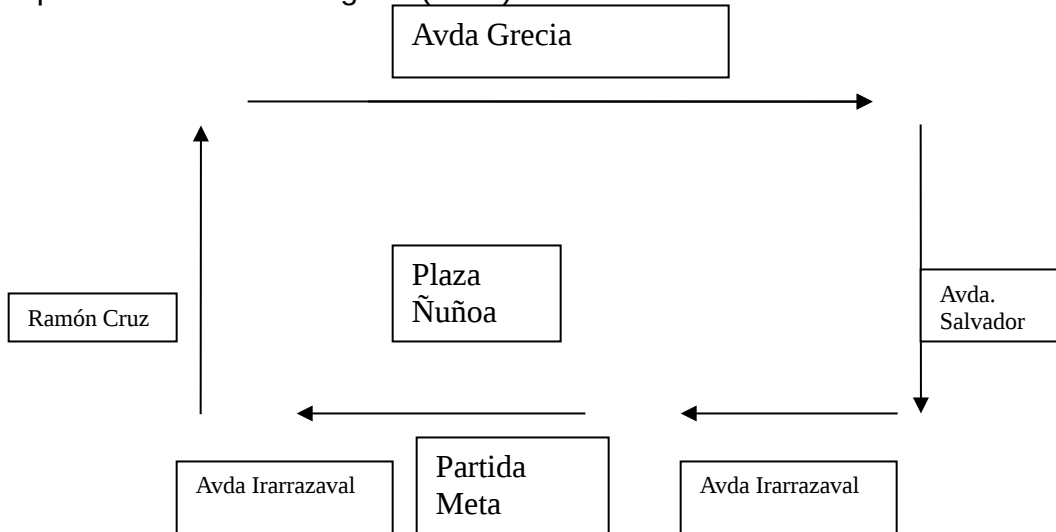 Avda Grecia
Plaza
Ñuñoa
Ramón Cruz
Avda.
Salvador
Avda Irarrazaval
Partida
Meta
Avda Irarrazaval